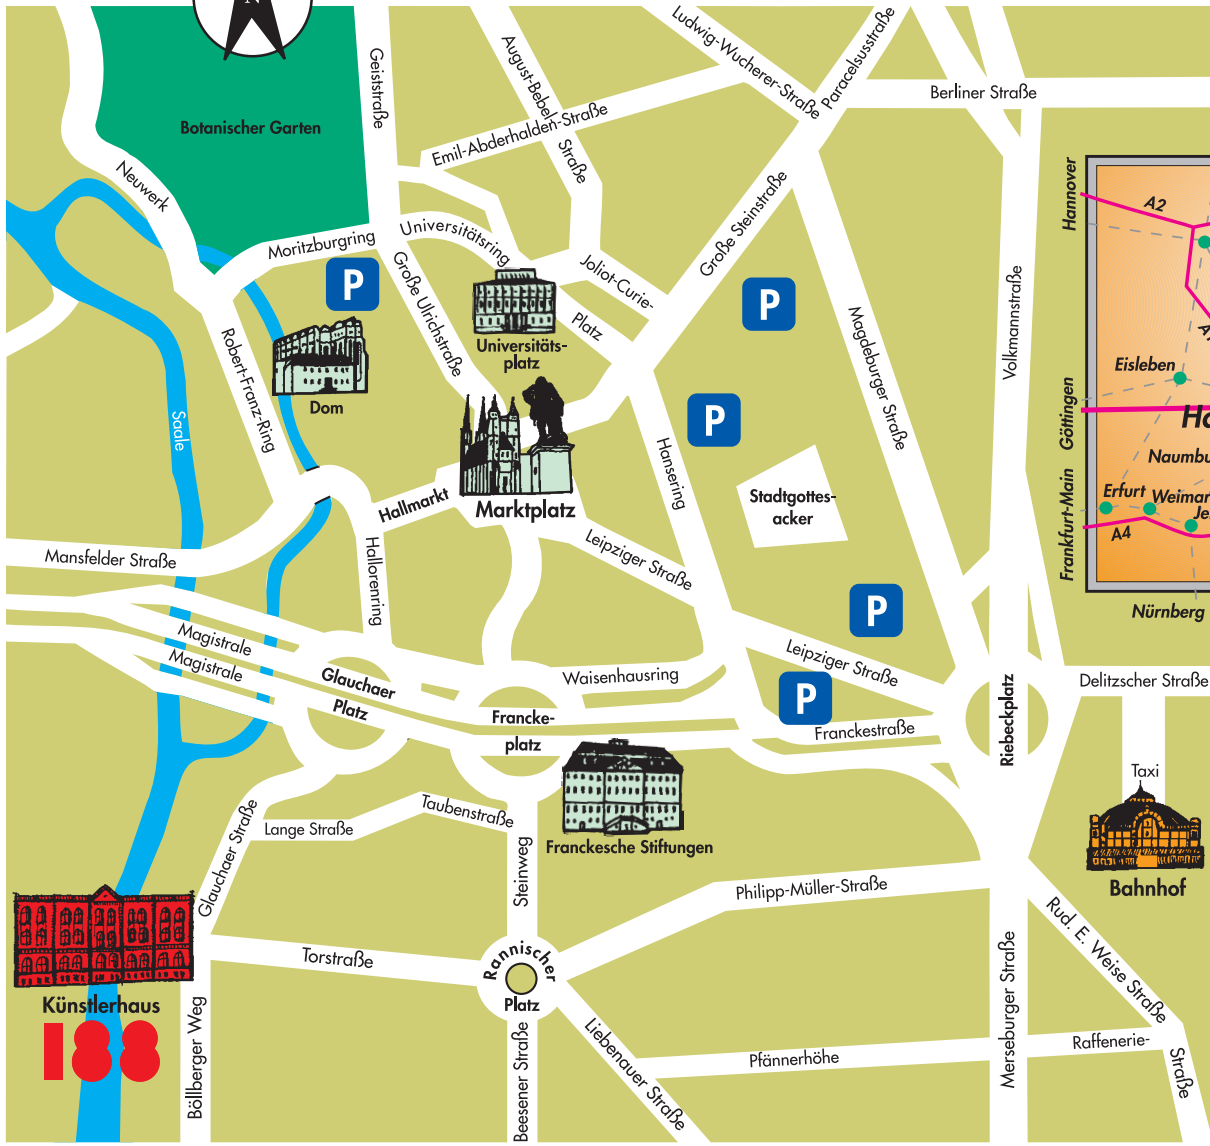 N
Geiststraße
August-Bebel
Straße
Ludwig-Wucherer-Straße
Paracelsusstraße
Berliner Straße
Botanischer Garten
Emil-Abderhalden-Straße
Neuwerk
Moritzburgring
Universitätsring
Große Steinstraße
Hannover
A2
P
Große Ulrichstraße
Joliot-Curie-
Platz
P
Magdeburger Straße
Volkmannstraße
Robert-Franz-Ring
Dom
Universitäts-
platz
Eisleben
Göttingen
Saale
P
Hansering
Naumbu
Hallmarkt
Marktplatz
Stadtgottes-
acker
Erfurt
Weimar
Je
A4
Frankfurt-Main
Nürnberg
Mansfelder Straße
Hallorenring
Leipziger Straße
P
Magistrale
Magistrale
Glauchaer
Platz
Waisenhausring
Leipziger Straße
P
Riebeckplatz
Delitzscher Straße
Francke-
platz
Franckestraße
Taxi
Bahnhof
Glauchaer Straße
Lange Straße
Taubenstraße
Franckesche Stiftungen
Steinweg
Philipp-Müller-Straße
Rud. E. Weise Straße
Künstlerhaus
188
Torstraße
Rannischer
Platz
Böllberger Weg
Beesener Straße
Liebenauer Straße
Pfännerhöhe
Merseburger Straße
Raffenerie-
Straße